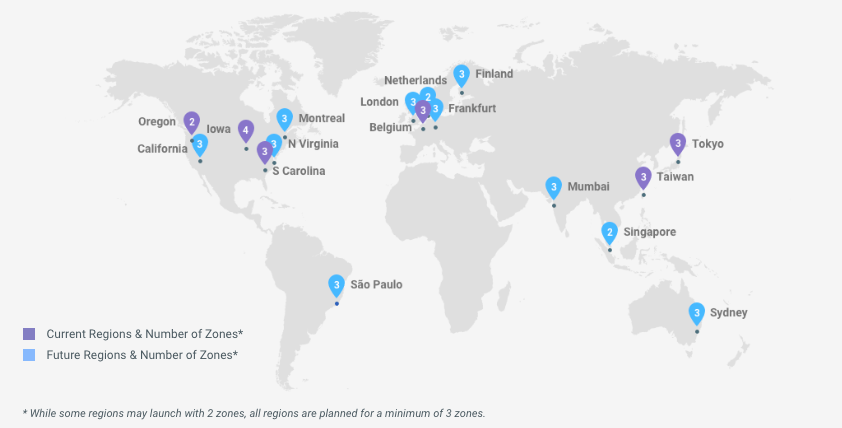 3 Finland
Netherlands
2
London 3
3
3 Frankfurt
Belgium
Oregon 2
Iowa 4
3 Montreal
California 3
3 N Virginia
3
S Carolina
3 Tokyo
3 Taiwan
3 Mumbai
2 Singapore
3 São Paulo
3 Sydney
Current Regions & Number of Zones*
Future Regions & Number of Zones*
* While some regions may launch with 2 zones, all regions are planned for a minimum of 3 zones.